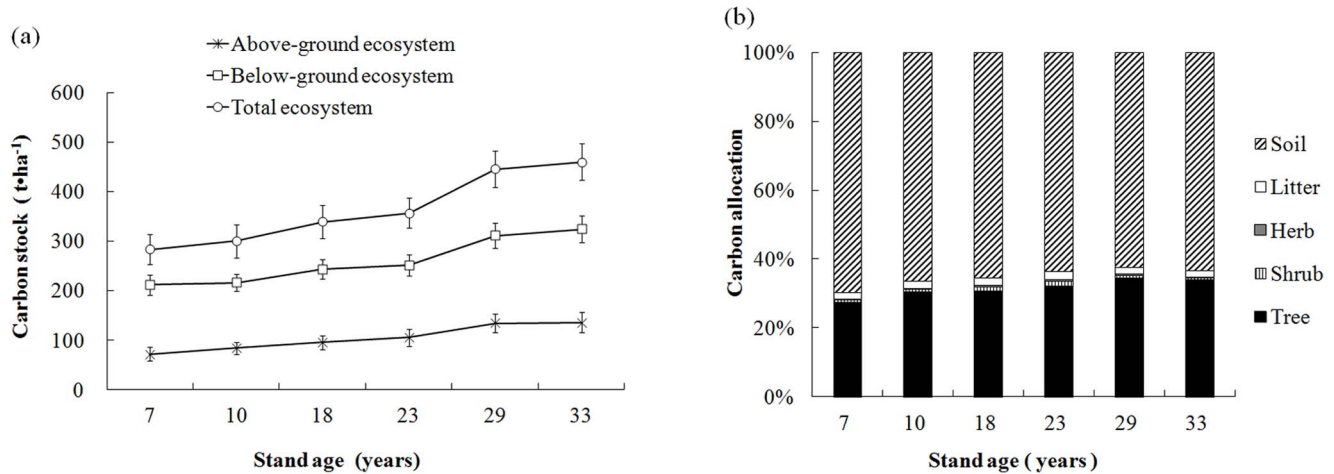 (a)
Above-ground ecosystem
Below-ground ecosystem
Total ecosystem
600
500
400
300
200
100
0
Carbon stock ( t•ha⁻¹)
7 10 18 23 29 33
Stand age (years)
(b)
100%
80%
60%
40%
20%
0%
Carbon allocation
7 10 18 23 29 33
Stand age ( years )
Soil
Litter
Herb
Shrub
Tree